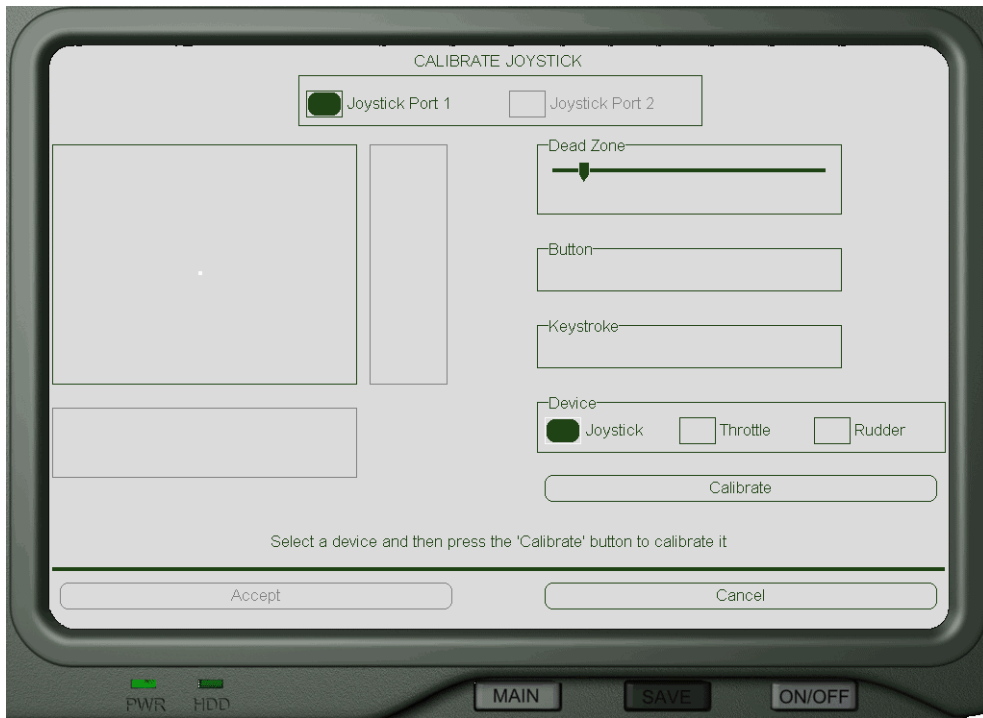 CALIBRATE JOYSTICK
Joystick Port 1 Joystick Port 2
Dead Zone
Button
Keystroke
Device
Joystick Throttle Rudder
Calibrate
Select a device and then press the 'Calibrate' button to calibrate it
Accept Cancel
PWR HDD MAIN SAVE ON/OFF